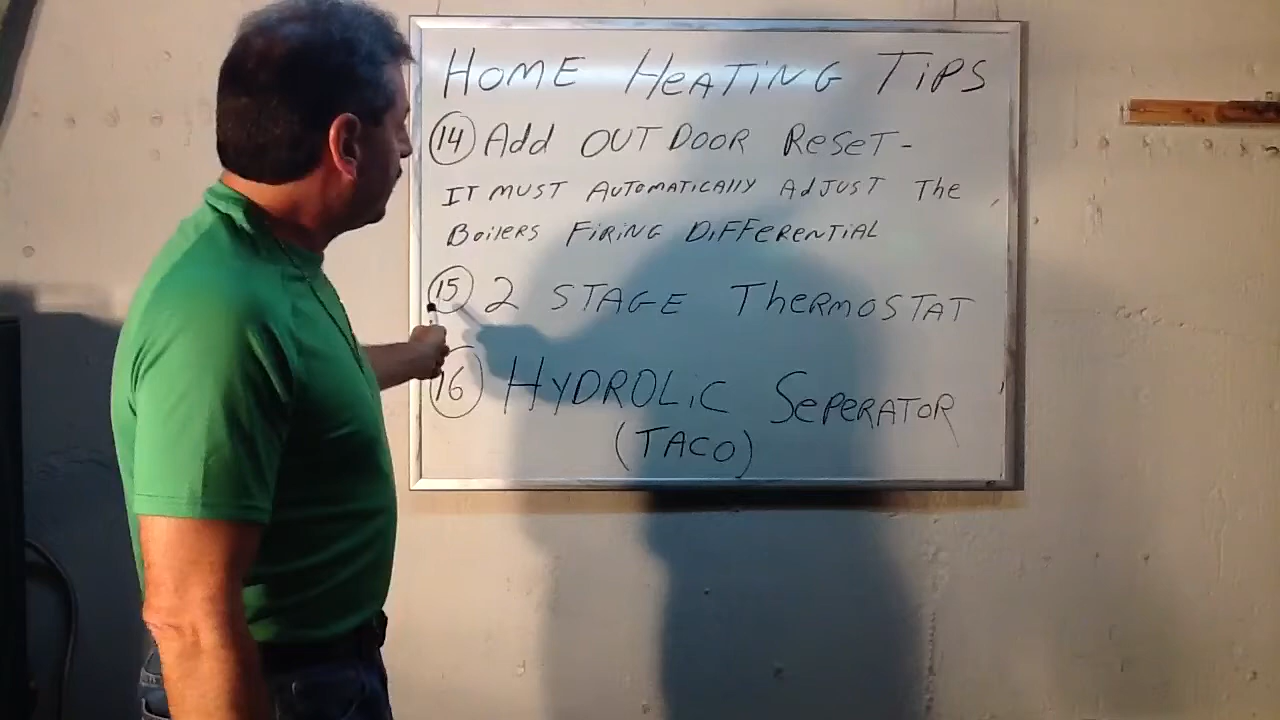 HOME HEATING TIPS
14 Add OUTDOOR RESET-
IT MUST AUTOMATICALLY AdJUST The
BoilERS FIRING DIFFERENTIAL
15 2 STAGE ThERMOSTAT
16 HYDROLIC SEPERATOR
(TACO)